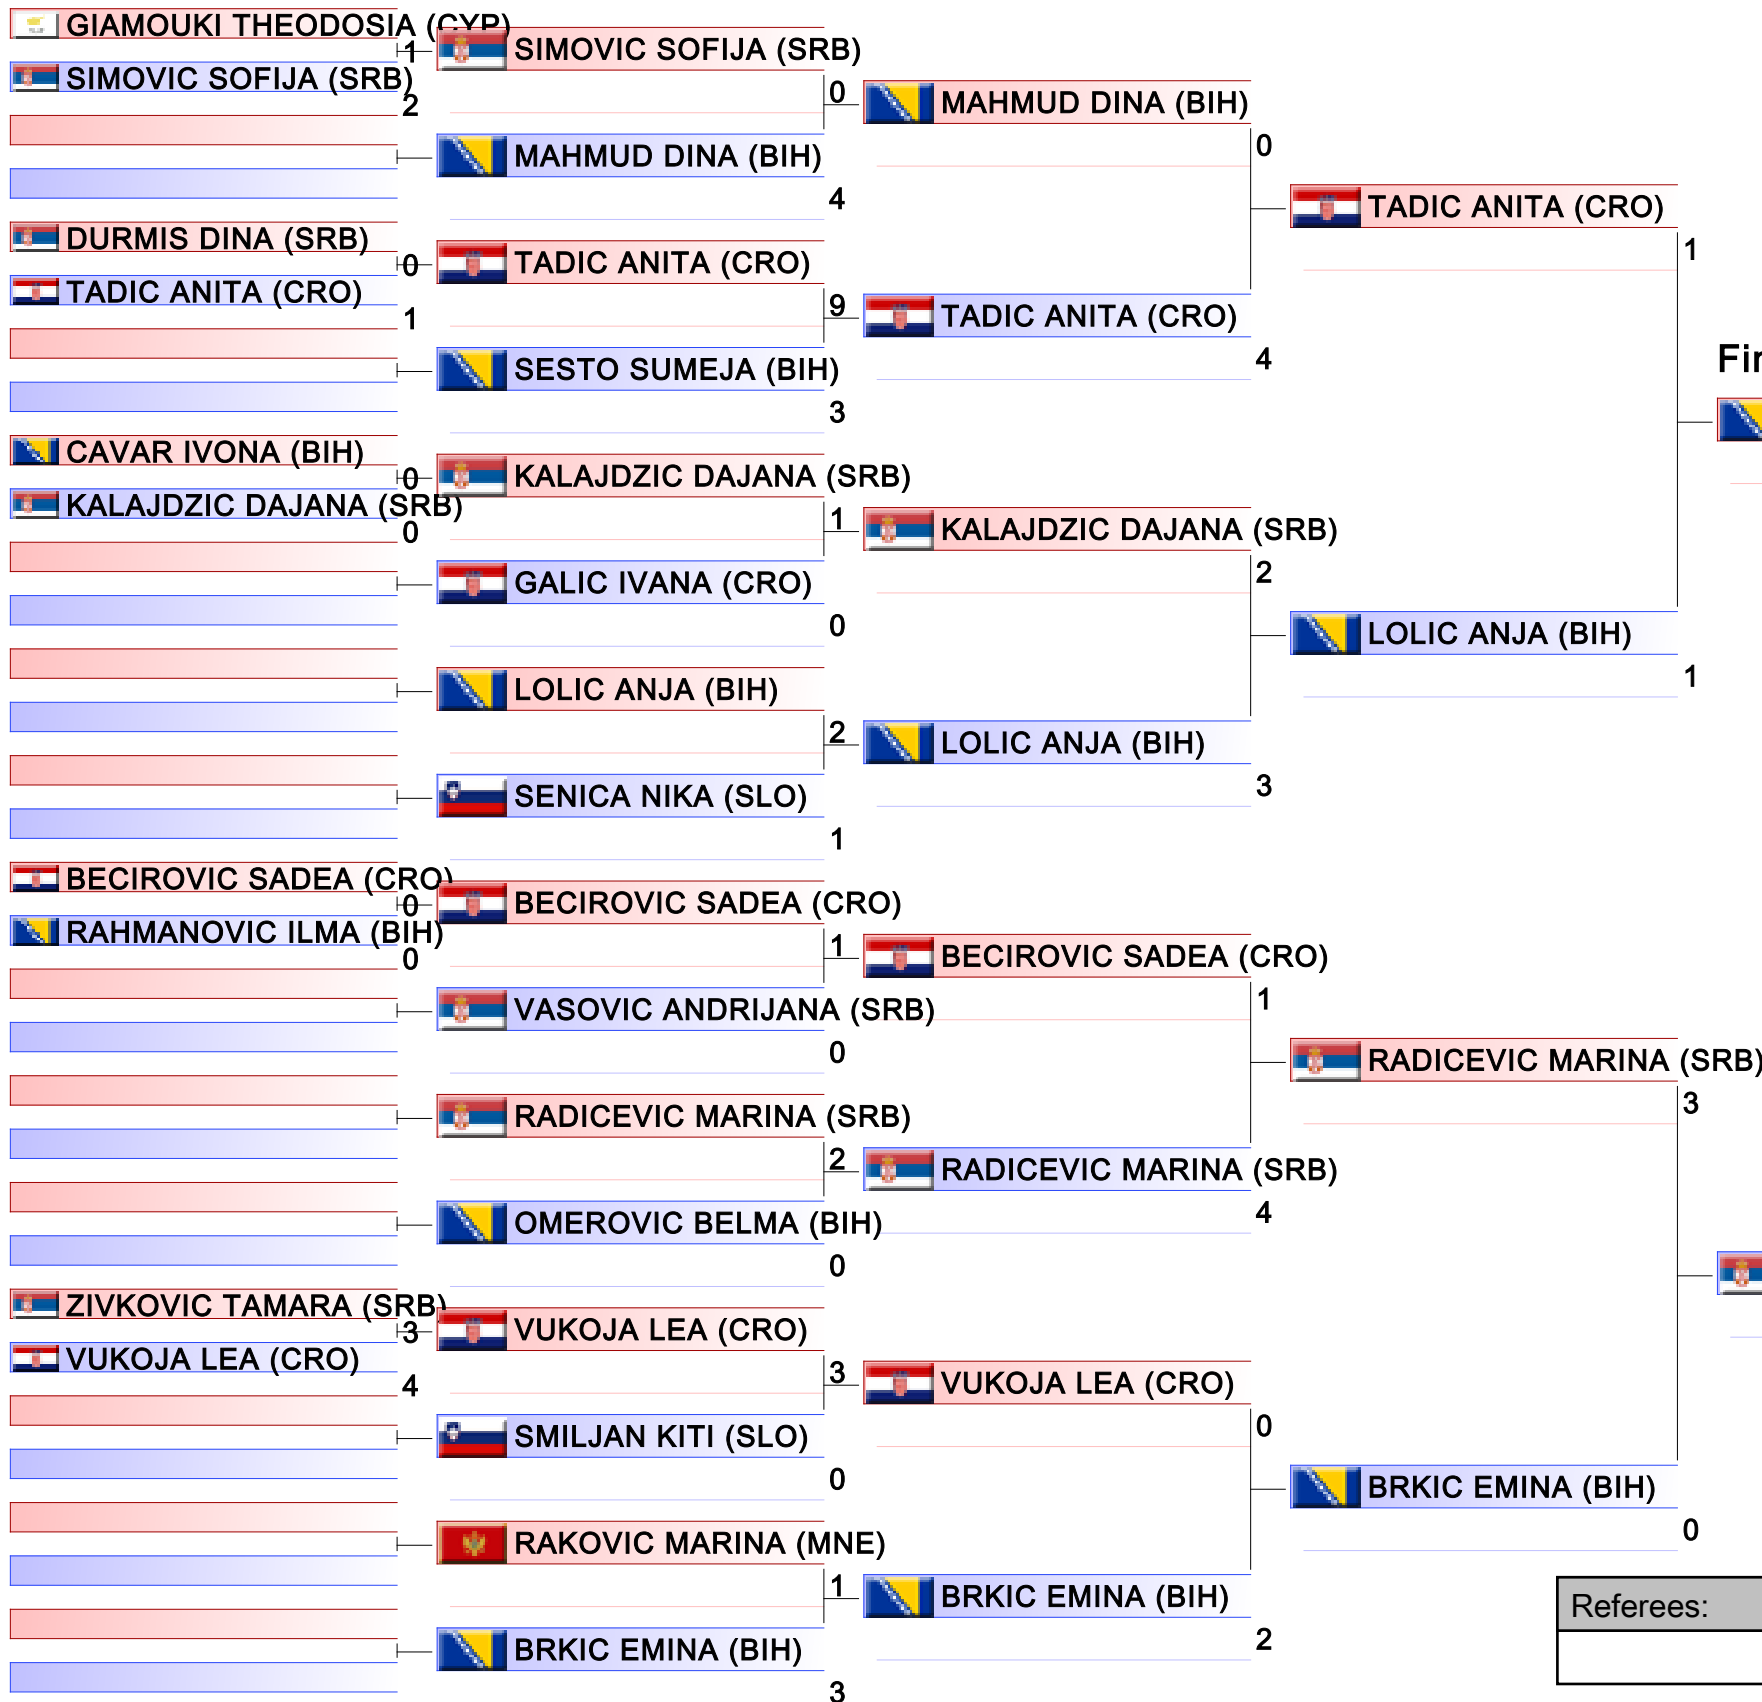 GIAMOUKI THEODOSIA (CYP)
1
SIMOVIC SOFIJA (SRB)
2
DURMIS DINA (SRB)
0
TADIC ANITA (CRO)
1
CAVAR IVONA (BIH)
0
KALAJDZIC DAJANA (SRB)
0
BECIROVIC SADEA (CRO)
0
RAHMANOVIC ILMA (BIH)
0
ZIVKOVIC TAMARA (SRB)
3
VUKOJA LEA (CRO)
4
SIMOVIC SOFIJA (SRB)
0
MAHMUD DINA (BIH)
4
TADIC ANITA (CRO)
9
SESTO SUMEJA (BIH)
3
KALAJDZIC DAJANA (SRB)
1
GALIC IVANA (CRO)
0
LOLIC ANJA (BIH)
2
SENICA NIKA (SLO)
1
BECIROVIC SADEA (CRO)
1
VASOVIC ANDRIJANA (SRB)
0
RADICEVIC MARINA (SRB)
2
OMEROVIC BELMA (BIH)
0
VUKOJA LEA (CRO)
3
SMILJAN KITI (SLO)
0
RAKOVIC MARINA (MNE)
1
BRKIC EMINA (BIH)
3
MAHMUD DINA (BIH)
0
TADIC ANITA (CRO)
4
KALAJDZIC DAJANA (SRB)
2
LOLIC ANJA (BIH)
3
BECIROVIC SADEA (CRO)
1
RADICEVIC MARINA (SRB)
4
VUKOJA LEA (CRO)
0
BRKIC EMINA (BIH)
2
TADIC ANITA (CRO)
1
LOLIC ANJA (BIH)
1
RADICEVIC MARINA (SRB)
3
BRKIC EMINA (BIH)
0
Referees: